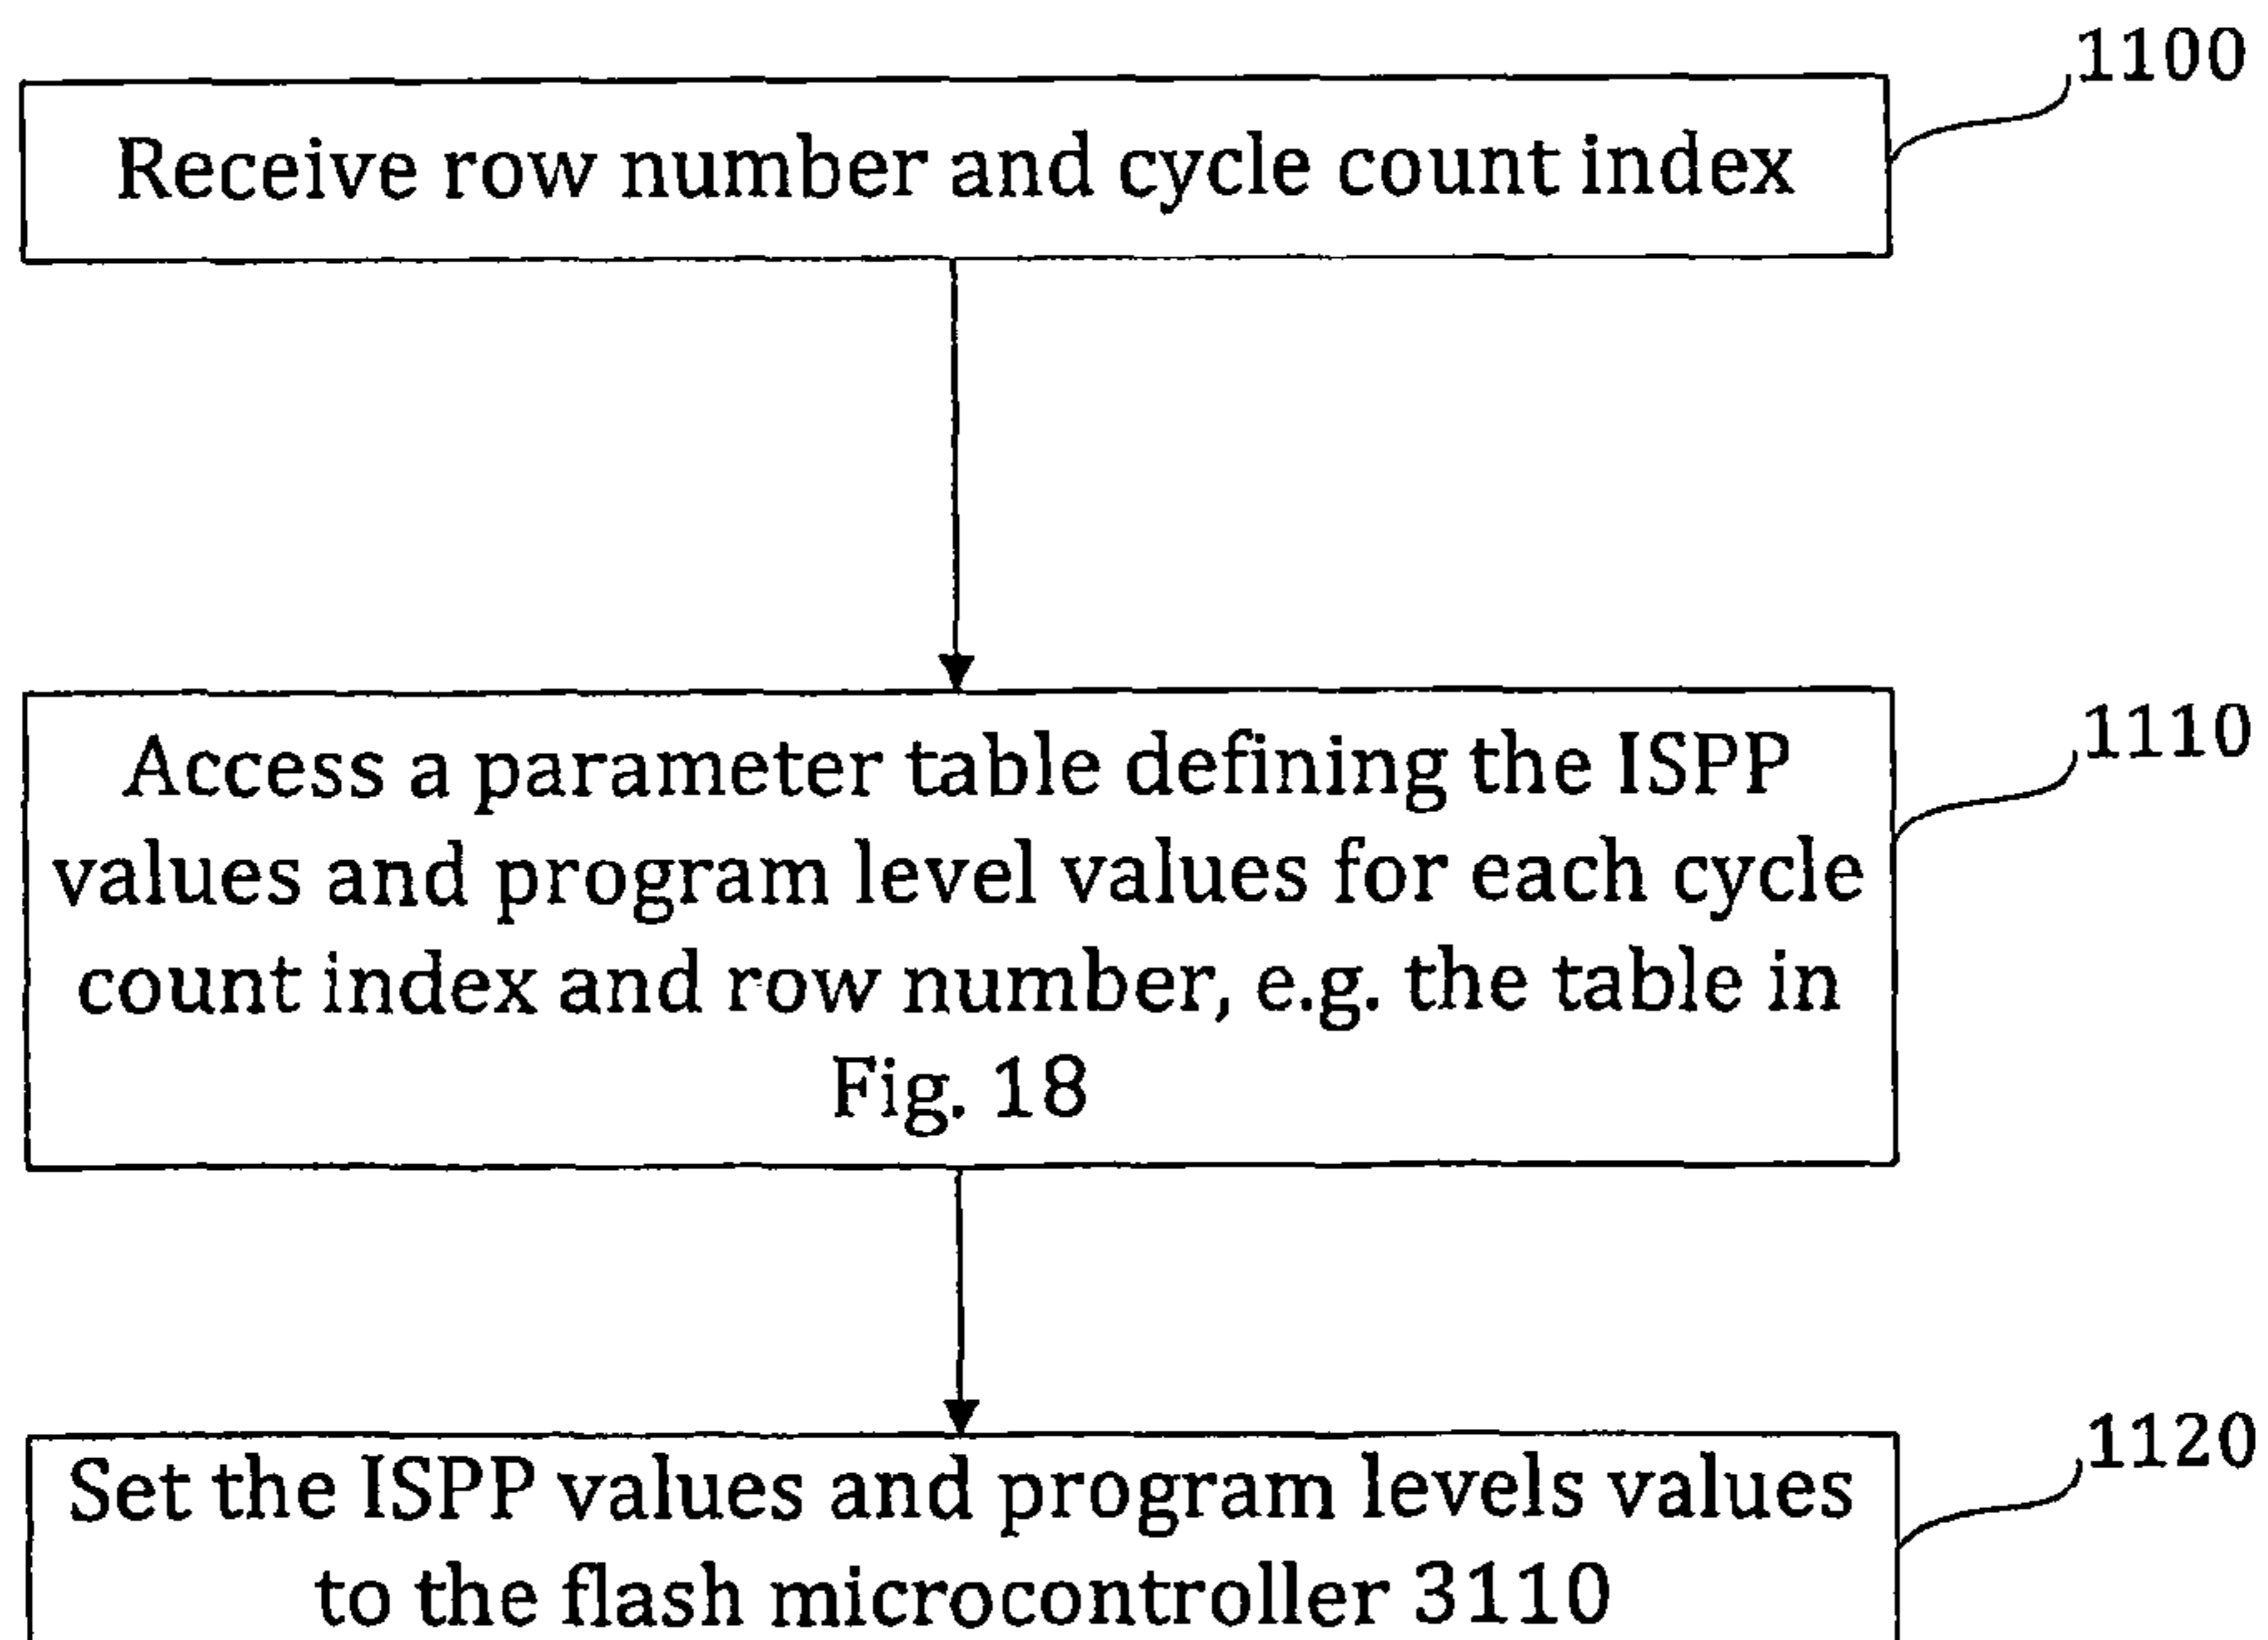 1100
Receive row number and cycle count index
1110
Access a parameter table defining the ISPP
values and program level values for each cycle
count index and row number, e.g. the table in
Fig. 18
1120
Set the ISPP values and program levels values
to the flash microcontroller 3110